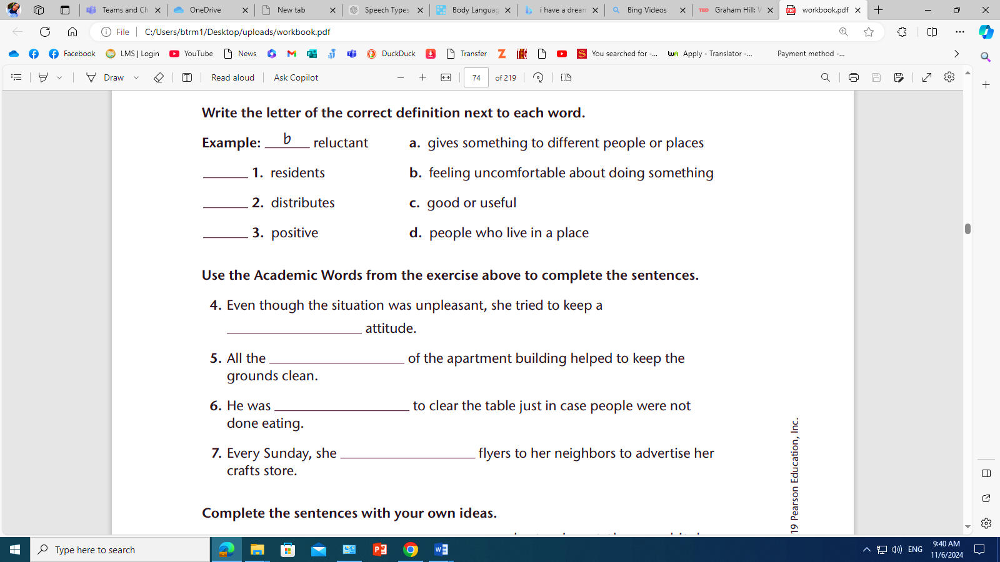 Teams and Ch
OneDrive
New tab
Speech Types
Body Languag
i have a drear
Bing Videos
TED Graham Hill: W
workbook.pdf
File C:/Users/btrm1/Desktop/uploads/workbook.pdf
Facebook LMS | Login YouTube News DuckDuck Transfer You searched for -... Apply - Translator -... Payment method -...
Draw Read aloud Ask Copilot 74 of 219
Write the letter of the correct definition next to each word.
Example: b reluctant a. gives something to different people or places
1. residents b. feeling uncomfortable about doing something
2. distributes c. good or useful
3. positive d. people who live in a place
Use the Academic Words from the exercise above to complete the sentences.
4. Even though the situation was unpleasant, she tried to keep a
attitude.
5. All the of the apartment building helped to keep the
grounds clean.
6. He was to clear the table just in case people were not
done eating.
7. Every Sunday, she flyers to her neighbors to advertise her
crafts store.
Complete the sentences with your own ideas.
19 Pearson Education, Inc.
Type here to search
ENG
9:40 AM
11/6/2024